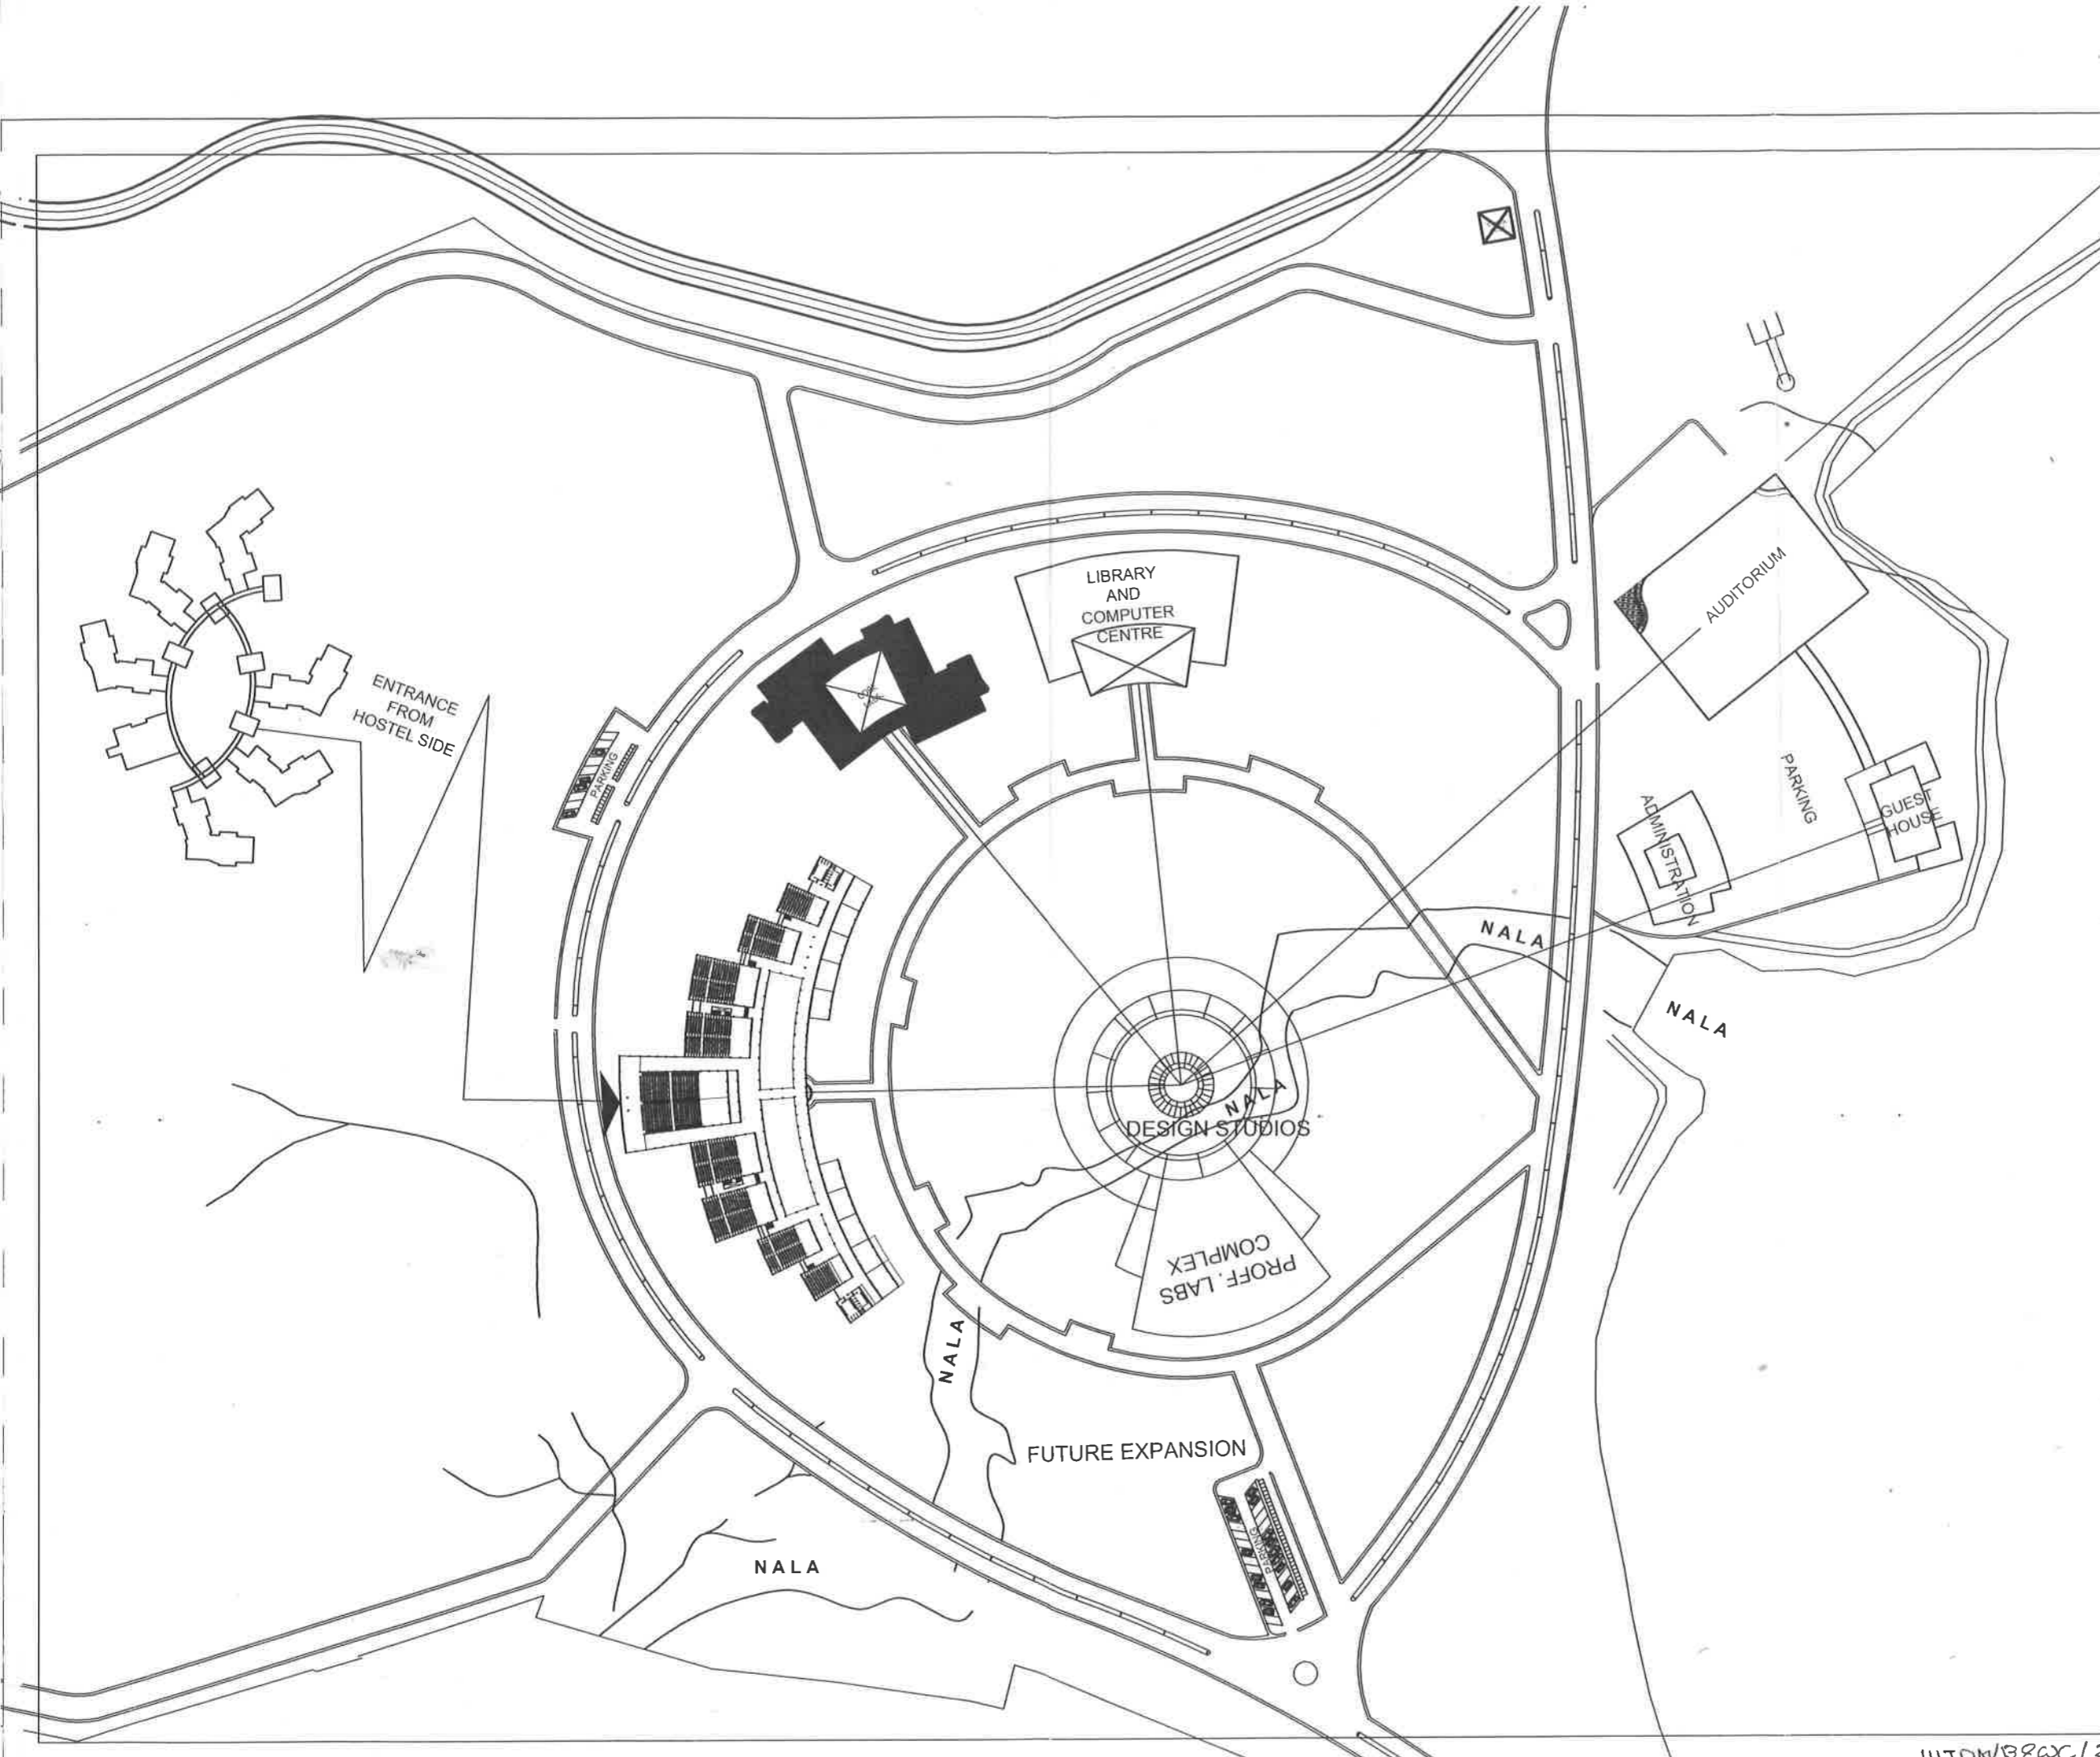 LIBRARY
AND
COMPUTER
CENTRE
AUDITORIUM
ENTRANCE
FROM
HOSTEL SIDE
PARKING
PARKING
ADMINISTRATION
GUEST
HOUSE
NALA
NALA
NALA
DESIGN STUDIOS
PROFF. LABS
COMPLEX
NALA
FUTURE EXPANSION
PARKING
NALA